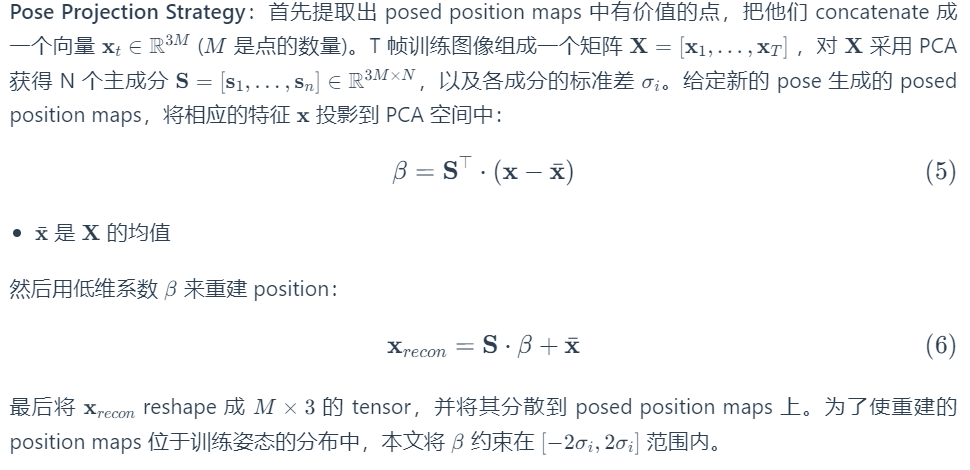 Pose Projection Strategy：首先提取出 posed position maps 中有价值的点，把他们 concatenate 成
一个向量 $\mathbf{x}_t \in \mathbb{R}^{3M}$ ($M$ 是点的数量)。T 帧训练图像组成一个矩阵 $\mathbf{X} = [\mathbf{x}_1, \ldots, \mathbf{x}_T]$ ，对 $\mathbf{X}$ 采用 PCA
获得 N 个主成分 $\mathbf{S} = [\mathbf{s}_1, \ldots, \mathbf{s}_n] \in \mathbb{R}^{3M \times N}$，以及各成分的标准差 $\sigma_i$。给定新的 pose 生成的 posed
position maps，将相应的特征 $\mathbf{x}$ 投影到 PCA 空间中：
$\beta = \mathbf{S}^\top \cdot (\mathbf{x} - \bar{\mathbf{x}})$ (5)
• $\bar{\mathbf{x}}$ 是 $\mathbf{X}$ 的均值
然后用低维系数 $\beta$ 来重建 position：
$\mathbf{x}_{recon} = \mathbf{S} \cdot \beta + \bar{\mathbf{x}}$ (6)
最后将 $\mathbf{x}_{recon}$ reshape 成 $M \times 3$ 的 tensor，并将其分散到 posed position maps 上。为了使重建的
position maps 位于训练姿态的分布中，本文将 $\beta$ 约束在 $[-2\sigma_i, 2\sigma_i]$ 范围内。